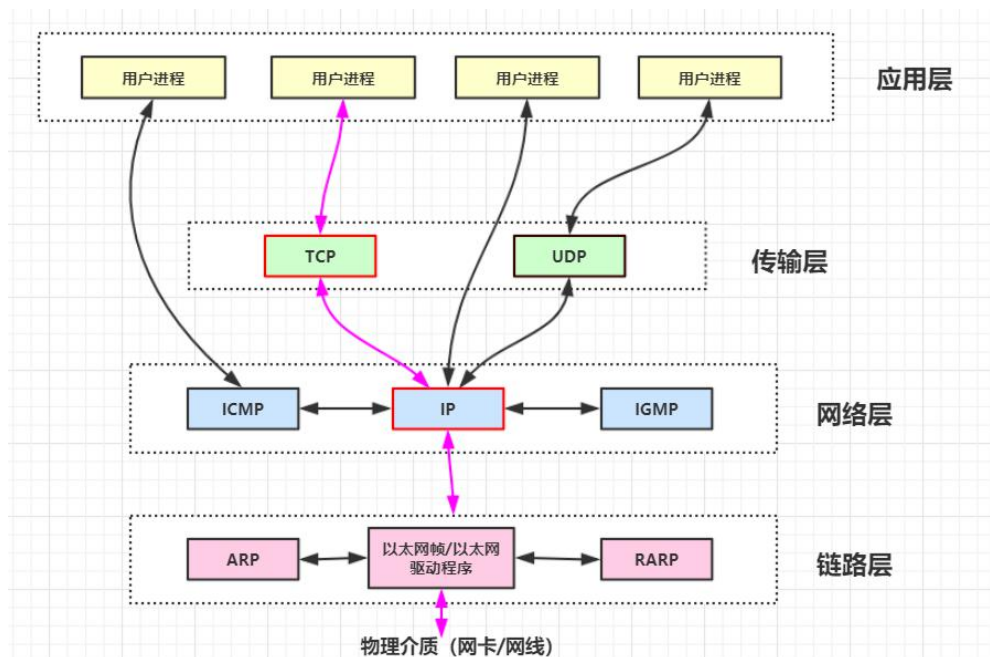 用户进程
用户进程
用户进程
用户进程
应用层
TCP
UDP
传输层
ICMP
IP
IGMP
网络层
ARP
以太网帧/以太网
驱动程序
RARP
链路层
物理介质（网卡/网线）